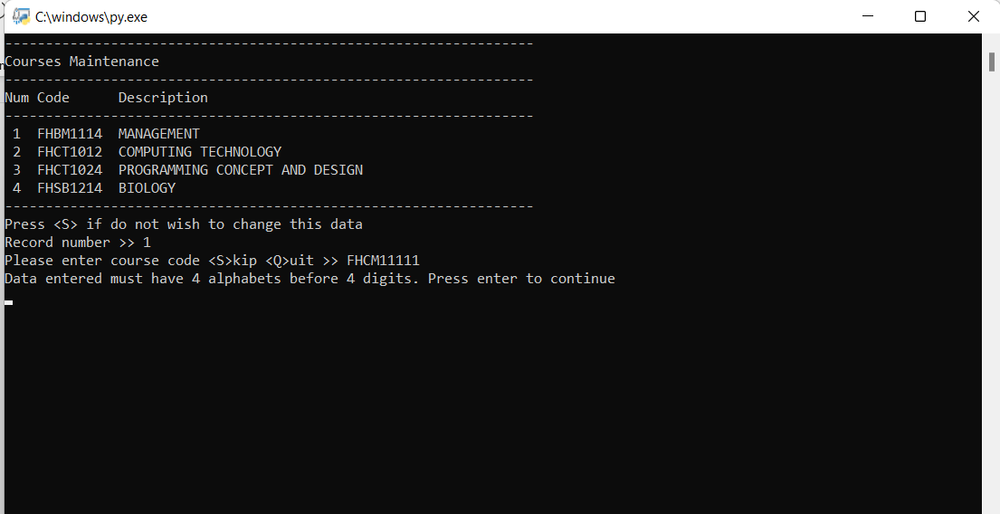 C:\windows\py.exe
-----------------------------------------------------------------
Courses Maintenance
-----------------------------------------------------------------
Num Code      Description
-----------------------------------------------------------------
 1  FHBM1114  MANAGEMENT
 2  FHCT1012  COMPUTING TECHNOLOGY
 3  FHCT1024  PROGRAMMING CONCEPT AND DESIGN
 4  FHSB1214  BIOLOGY
-----------------------------------------------------------------
Press <S> if do not wish to change this data
Record number >> 1
Please enter course code <S>kip <Q>uit >> FHCM11111
Data entered must have 4 alphabets before 4 digits. Press enter to continue